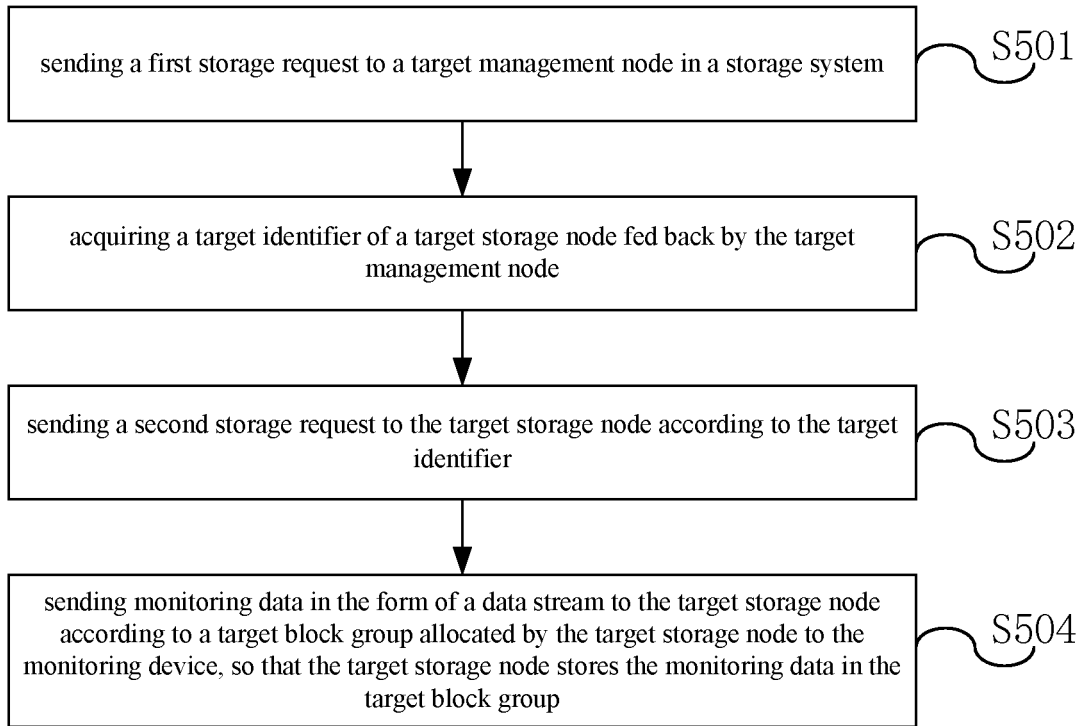 sending a first storage request to a target management node in a storage system
S501
acquiring a target identifier of a target storage node fed back by the target
management node
S502
sending a second storage request to the target storage node according to the target
identifier
S503
sending monitoring data in the form of a data stream to the target storage node
according to a target block group allocated by the target storage node to the
monitoring device, so that the target storage node stores the monitoring data in the
target block group
S504